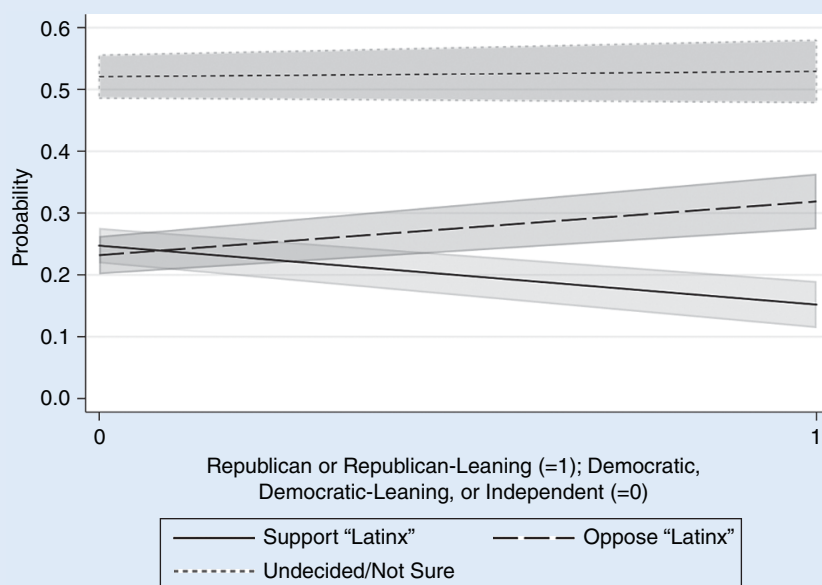 0.6
0.5
0.4
0.3
0.2
0.1
0.0
Probability
0 1
Republican or Republican-Leaning (=1); Democratic,
Democratic-Leaning, or Independent (=0)
Support “Latinx” Oppose “Latinx”
Undecided/Not Sure